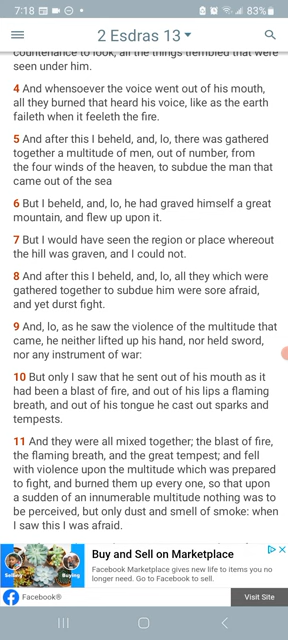 7:18 83%
2 Esdras 13
countenance to look, all the things trembled that were
seen under him.
4 And whensoever the voice went out of his mouth,
all they burned that heard his voice, like as the earth
faileth when it feeleth the fire.
5 And after this I beheld, and, lo, there was gathered
together a multitude of men, out of number, from
the four winds of the heaven, to subdue the man that
came out of the sea
6 But I beheld, and, lo, he had graved himself a great
mountain, and flew up upon it.
7 But I would have seen the region or place whereout
the hill was graven, and I could not.
8 And after this I beheld, and, lo, all they which were
gathered together to subdue him were sore afraid,
and yet durst fight.
9 And, lo, as he saw the violence of the multitude that
came, he neither lifted up his hand, nor held sword,
nor any instrument of war:
10 But only I saw that he sent out of his mouth as it
had been a blast of fire, and out of his lips a flaming
breath, and out of his tongue he cast out sparks and
tempests.
11 And they were all mixed together; the blast of fire,
the flaming breath, and the great tempest; and fell
with violence upon the multitude which was prepared
to fight, and burned them up every one, so that upon
a sudden of an innumerable multitude nothing was to
be perceived, but only dust and smell of smoke: when
I saw this I was afraid.
Selling Buying
Buy and Sell on Marketplace
Facebook Marketplace gives new life to items you no
longer need. Go to Facebook to sell.
Facebook®
Visit Site